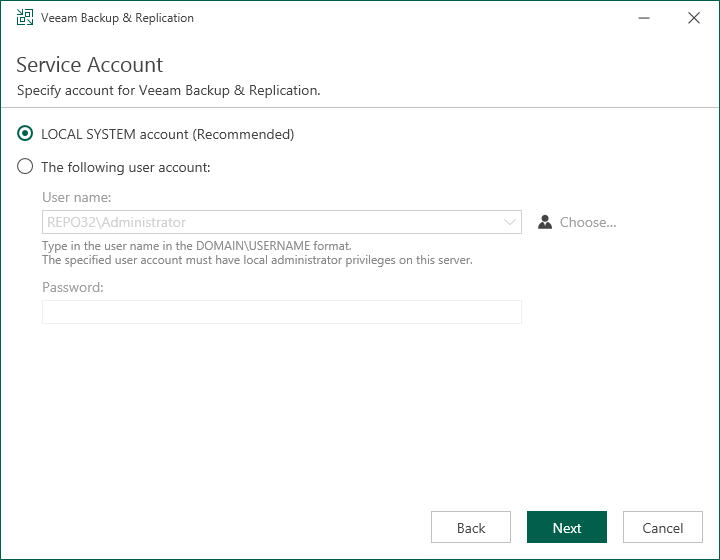 Veeam Backup & Replication
Service Account
Specify account for Veeam Backup & Replication.
LOCAL SYSTEM account (Recommended)
The following user account:
User name:
REPO32\Administrator
Choose...
Type in the user name in the DOMAIN\USERNAME format.
The specified user account must have local administrator privileges on this server.
Password:
Back
Next
Cancel